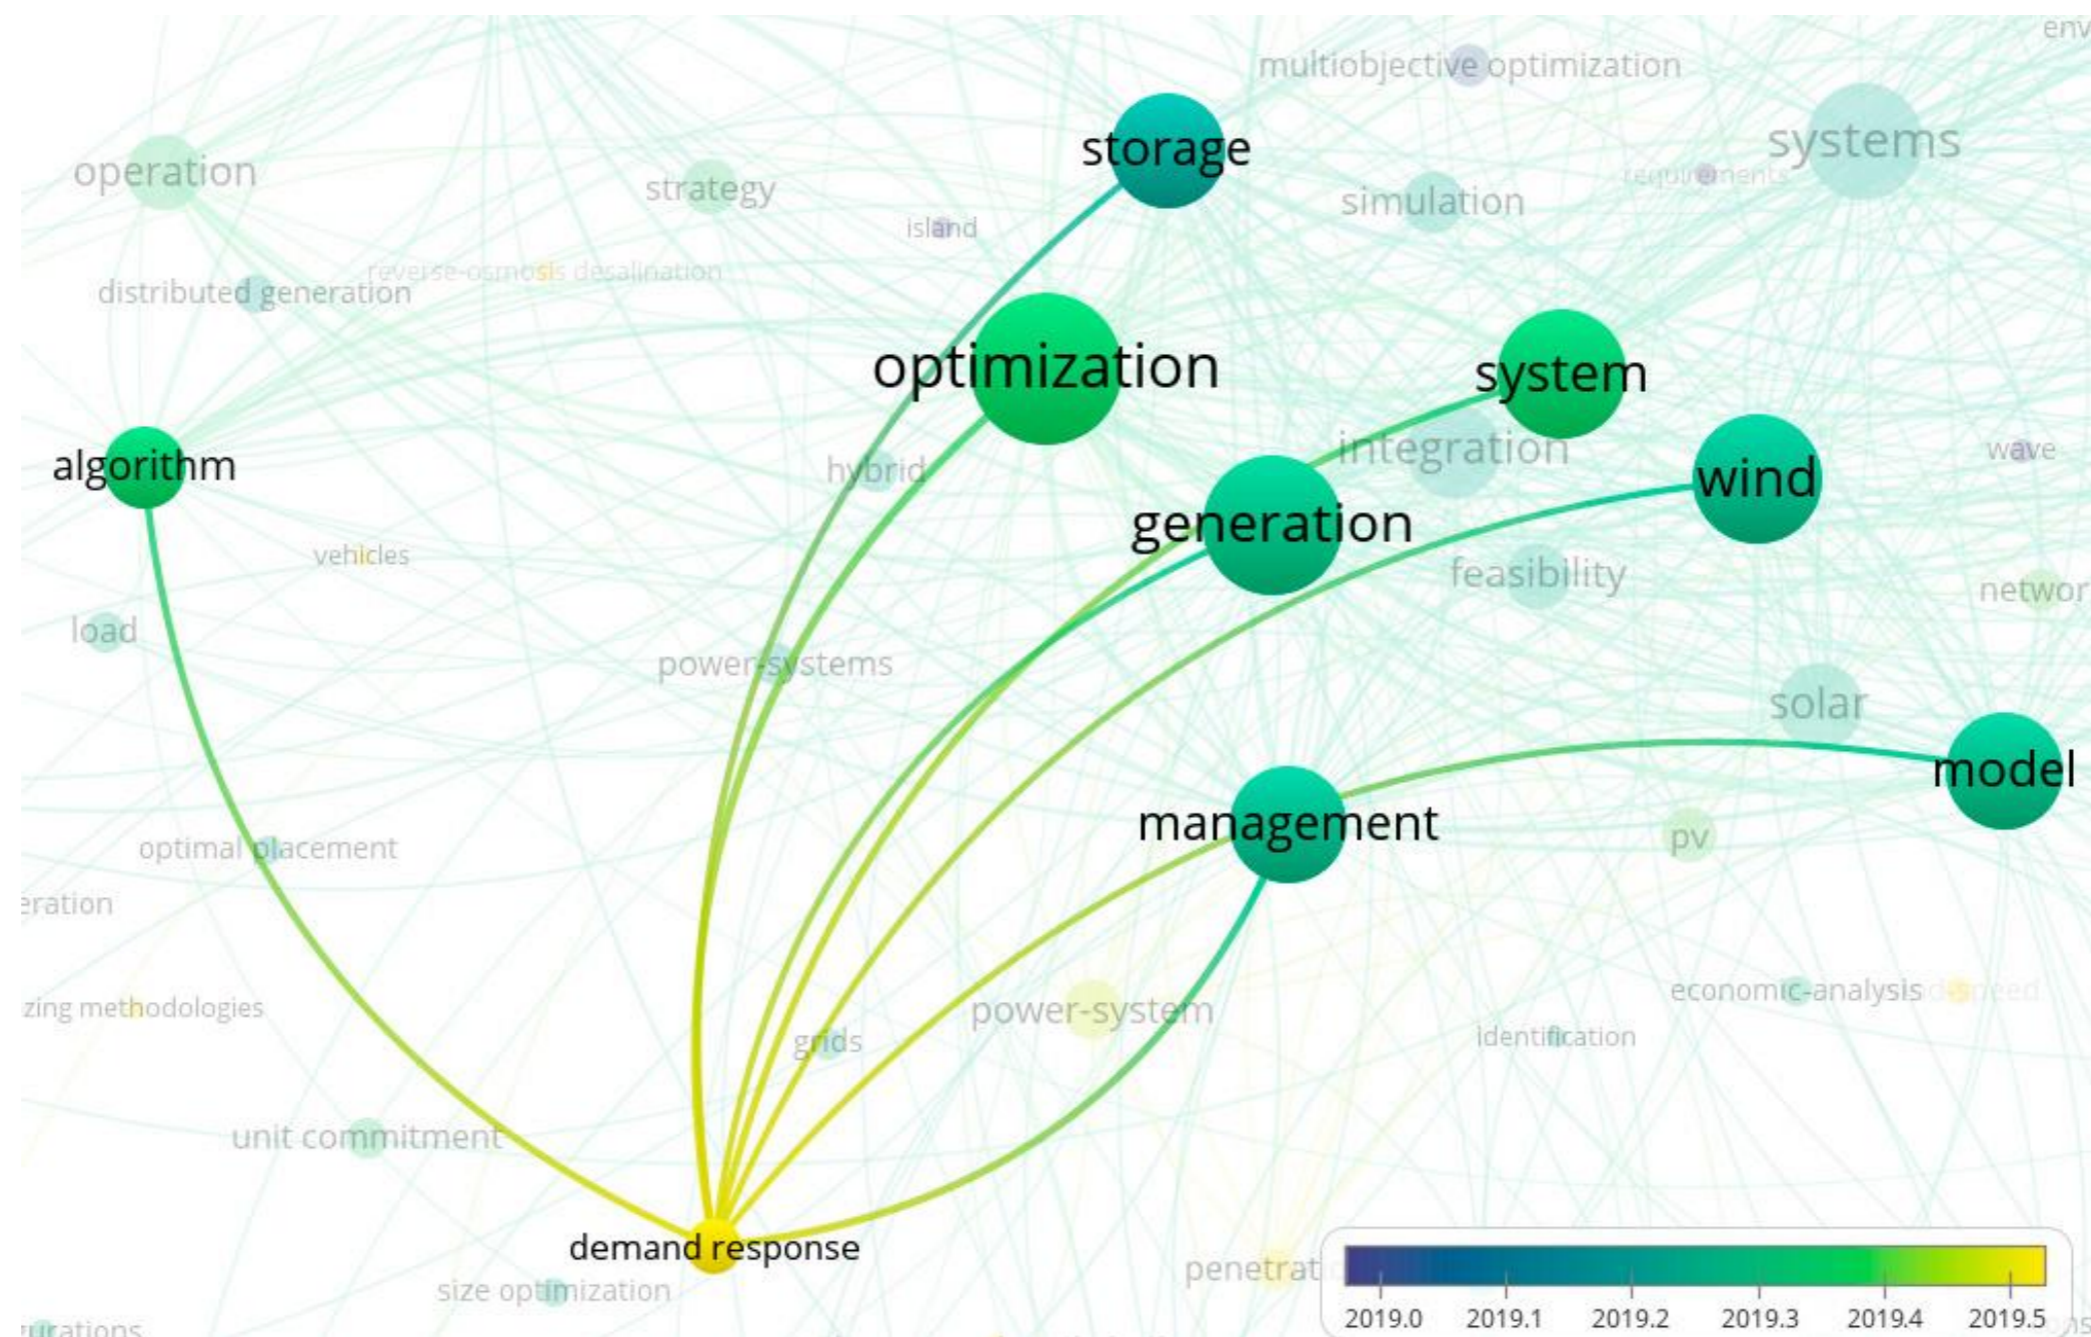 env
multiobjective optimization
storage
systems
operation
strategy
requirements
simulation
island
reverse-osmosis desalination
distributed generation
optimization
system
integration
wave
algorithm
hybrid
wind
generation
vehicles
feasibility
networ
load
power-systems
solar
model
management
pv
optimal placement
eration
economic-analysis
d-speed
zing methodologies
power-system
identification
grids
unit commitment
demand response
penetrat
size optimization
2019.0 2019.1 2019.2 2019.3 2019.4 2019.5
gurations